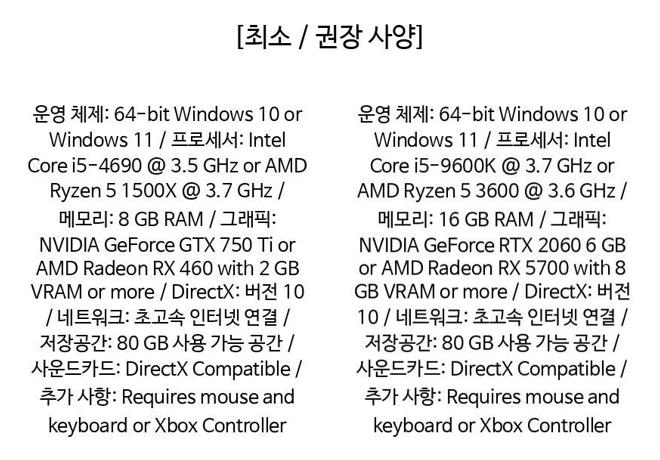 [최소 / 권장 사양]
운영 체제: 64-bit Windows 10 or
Windows 11 / 프로세서: Intel
Core i5-4690 @ 3.5 GHz or AMD
Ryzen 5 1500X @ 3.7 GHz /
메모리: 8 GB RAM / 그래픽:
NVIDIA GeForce GTX 750 Ti or
AMD Radeon RX 460 with 2 GB
VRAM or more / DirectX: 버전 10
/ 네트워크: 초고속 인터넷 연결 /
저장공간: 80 GB 사용 가능 공간 /
사운드카드: DirectX Compatible /
추가 사항: Requires mouse and
keyboard or Xbox Controller
운영 체제: 64-bit Windows 10 or
Windows 11 / 프로세서: Intel
Core i5-9600K @ 3.7 GHz or
AMD Ryzen 5 3600 @ 3.6 GHz /
메모리: 16 GB RAM / 그래픽:
NVIDIA GeForce RTX 2060 6 GB
or AMD Radeon RX 5700 with 8
GB VRAM or more / DirectX: 버전
10 / 네트워크: 초고속 인터넷 연결 /
저장공간: 80 GB 사용 가능 공간 /
사운드카드: DirectX Compatible /
추가 사항: Requires mouse and
keyboard or Xbox Controller